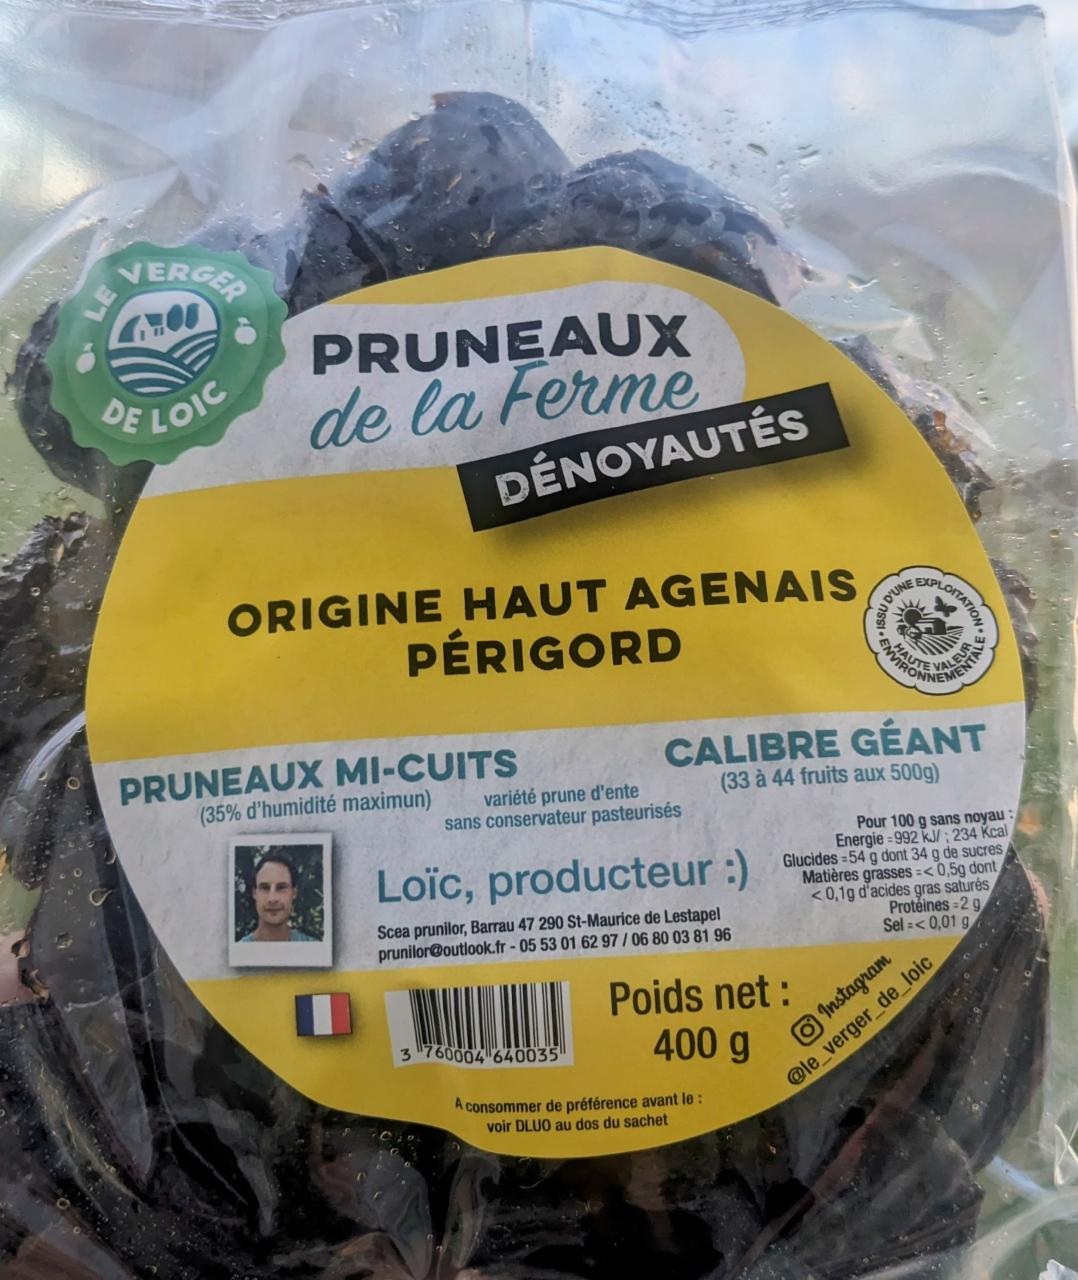 LE VERGER
DE LOIC
PRUNEAUX
de la Ferme
DÉNOYAUTÉS
ORIGINE HAUT AGENAIS
PÉRIGORD
ISSU D'UNE EXPLOITATION
HAUTE VALEUR
ENVIRONNEMENTALE
PRUNEAUX MI-CUITS
(35% d'humidité maximun)
variété prune d'ente
sans conservateur pasteurisés
CALIBRE GÉANT
(33 à 44 fruits aux 500g)
Pour 100 g sans noyau :
Energie =992 kJ/ ; 234 Kcal
Glucides =54 g dont 34 g de sucres
Matières grasses =< 0,5g dont
< 0,1g d'acides gras saturés
Protéines =2 g
Sel =< 0,01 g
Loïc, producteur :)
Scea prunilor, Barrau 47 290 St-Maurice de Lestapel
prunilor@outlook.fr - 05 53 01 62 97 / 06 80 03 81 96
3 760004 640035
Poids net :
400 g
Instagram
@le_verger_de_loic
A consommer de préférence avant le :
voir DLUO au dos du sachet